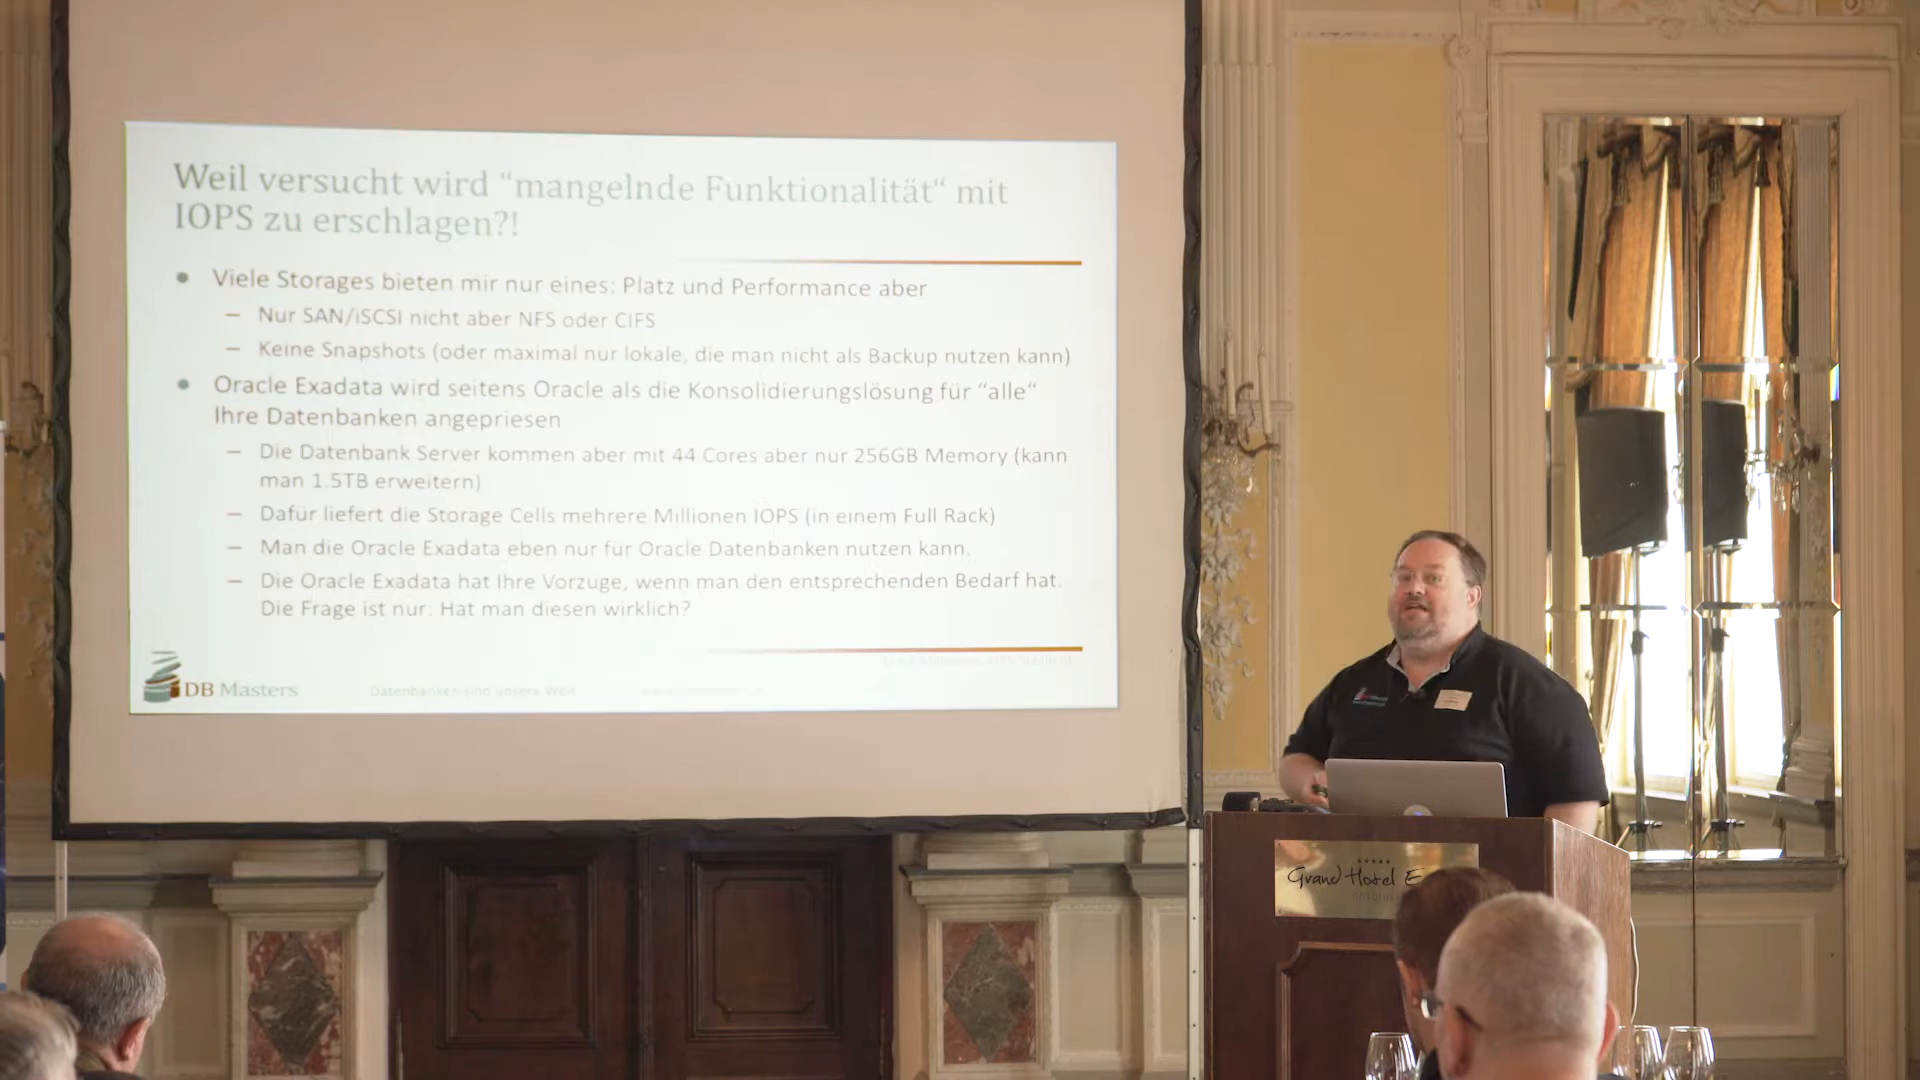 Weil versucht wird “mangelnde Funktionalität“ mit
IOPS zu erschlagen?!
Viele Storages bieten mir nur eines: Platz und Performance aber
– Nur SAN/iSCSI nicht aber NFS oder CIFS
– Keine Snapshots (oder maximal nur lokale, die man nicht als Backup nutzen kann)
Oracle Exadata wird seitens Oracle als die Konsolidierungslösung für “alle“
Ihre Datenbanken angepriesen
– Die Datenbank Server kommen aber mit 44 Cores aber nur 256GB Memory (kann
man 1.5TB erweitern)
– Dafür liefert die Storage Cells mehrere Millionen IOPS (in einem Full Rack)
– Man die Oracle Exadata eben nur für Oracle Datenbanken nutzen kann.
– Die Oracle Exadata hat Ihre Vorzüge, wenn man den entsprechenden Bedarf hat.
Die Frage ist nur: Hat man diesen wirklich?
DB Masters
Datenbanken sind unsere Welt
Grand Hotel E